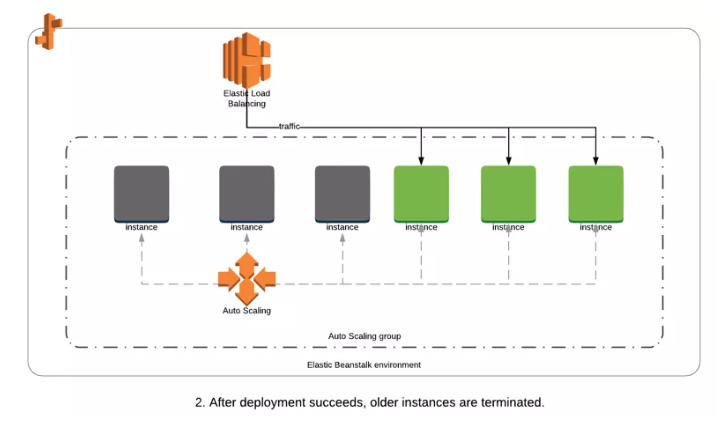 Elastic Load
Balancing
traffic
instance
instance
instance
instance
instance
instance
Auto Scaling
Auto Scaling group
Elastic Beanstalk environment
2. After deployment succeeds, older instances are terminated.